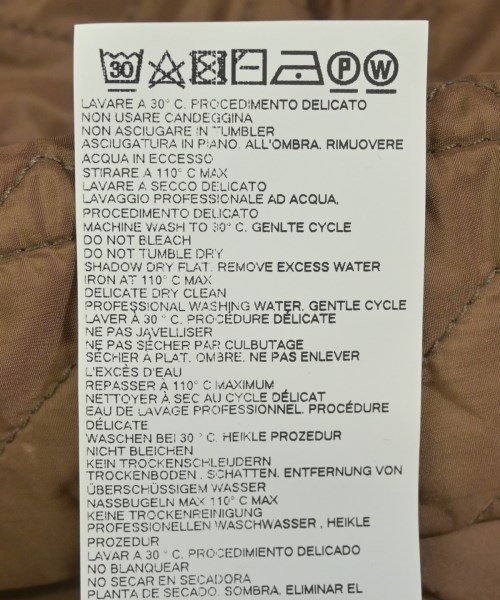 30 P W
LAVARE A 30° C. PROCEDIMENTO DELICATO
NON USARE CANDEGGINA
NON ASCIUGARE IN TUMBLER
ASCIUGATURA IN PIANO. ALL'OMBRA. RIMUOVERE
ACQUA IN ECCESSO
STIRARE A 110° C MAX
LAVARE A SECCO DELICATO
LAVAGGIO PROFESSIONALE AD ACQUA,
PROCEDIMENTO DELICATO
MACHINE WASH TO 30° C. GENLTE CYCLE
DO NOT BLEACH
DO NOT TUMBLE DRY
SHADOW DRY FLAT. REMOVE EXCESS WATER
IRON AT 110° C MAX
DELICATE DRY CLEAN
PROFESSIONAL WASHING WATER. GENTLE CYCLE
LAVER À 30° C. PROCÉDURE DÉLICATE
NE PAS JAVELLISER
NE PAS SÉCHER PAR CULBUTAGE
SÉCHER À PLAT. OMBRE. NE PAS ENLEVER
L'EXCÈS D'EAU
REPASSER À 110° C MAXIMUM
NETTOYER À SEC AU CYCLE DÉLICAT
EAU DE LAVAGE PROFESSIONNEL. PROCÉDURE
DÉLICATE
WASCHEN BEI 30 ° C. HEIKLE PROZEDUR
NICHT BLEICHEN
KEIN TROCKENSCHLEUDERN
TROCKENBODEN . SCHATTEN. ENTFERNUNG VON
ÜBERSCHÜSSIGEM WASSER
NASSBUGELN MAX 110° C MAX
KEINE TROCKENREINIGUNG
PROFESSIONELLEN WASCHWASSER , HEIKLE
PROZEDUR
LAVAR A 30° C. PROCEDIMIENTO DELICADO
NO BLANQUEAR
NO SECAR EN SECADORA
PLANTA DE SECADO. SOMBRA. ELIMINAR EL